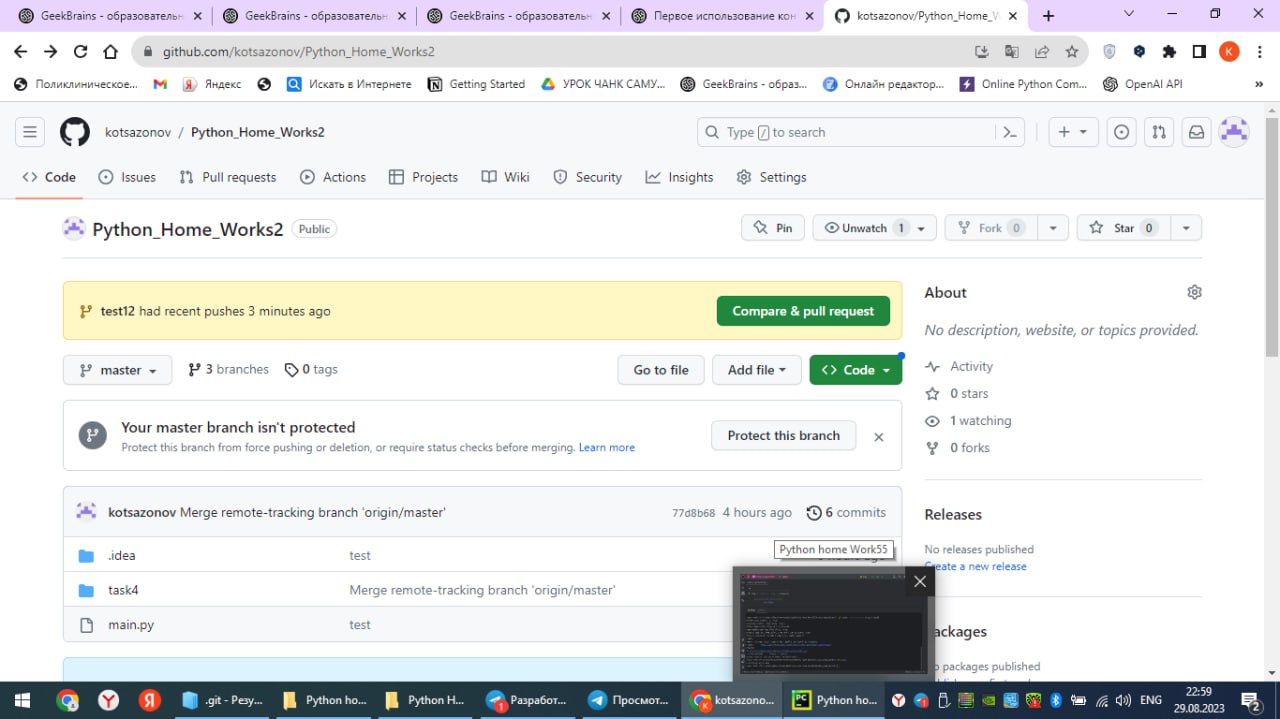 GeekBrains - образовательн
GeekBrains - образовательн
GeekBrains - образовательн
Первое использование кон
kotsazonov/Python_Home_W
github.com/kotsazonov/Python_Home_Works2
K
Поликлиническое...
Яндекс
Искать в Интернете
Getting Started
УРОК ЧАНК САМУ...
GeekBrains - образ...
Онлайн редактор...
Online Python Com...
OpenAI API
»
kotsazonov / Python_Home_Works2
Type / to search
Code
Issues
Pull requests
Actions
Projects
Wiki
Security
Insights
Settings
Python_Home_Works2 Public
Pin
Unwatch 1
Fork 0
Star 0
test12 had recent pushes 3 minutes ago
Compare & pull request
About
No description, website, or topics provided.
master
3 branches
0 tags
Go to file
Add file
Code
Activity
0 stars
1 watching
0 forks
Your master branch isn't protected
Protect this branch from force pushing or deletion, or require status checks before merging. Learn more
Protect this branch
kotsazonov Merge remote-tracking branch 'origin/master'
77d8b68 4 hours ago
6 commits
Releases
No releases published
Create a new release
.idea
test
Python home Work55
task4
Merge remote-tracking branch 'origin/master'
main.py
test
Packages
No packages published
.git - Резул...
Python Ho...
Python H...
Разработ...
Просмот...
kotsazono...
Python ho...
ENG
22:59
29.08.2023
2